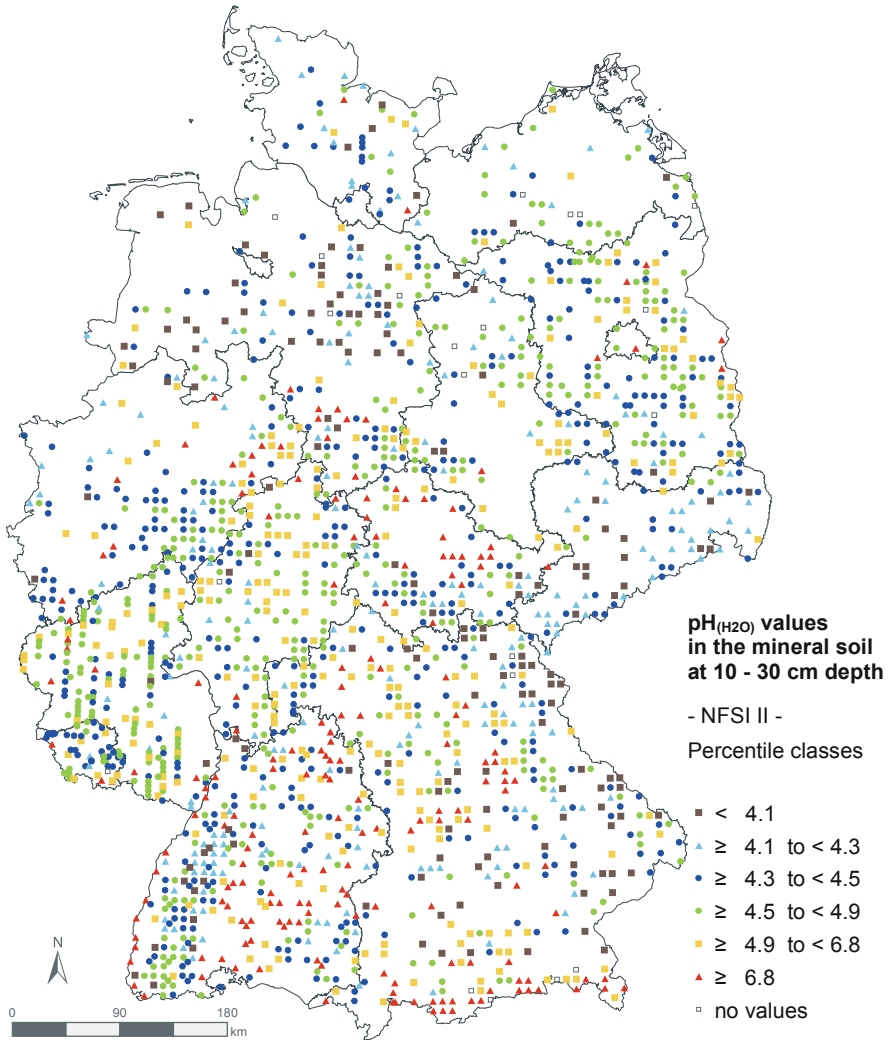 pH(H2O) values
in the mineral soil
at 10 - 30 cm depth
- NFSI II -
Percentile classes
< 4.1
≥ 4.1 to < 4.3
≥ 4.3 to < 4.5
≥ 4.5 to < 4.9
≥ 4.9 to < 6.8
≥ 6.8
no values
N
0 90 180
km